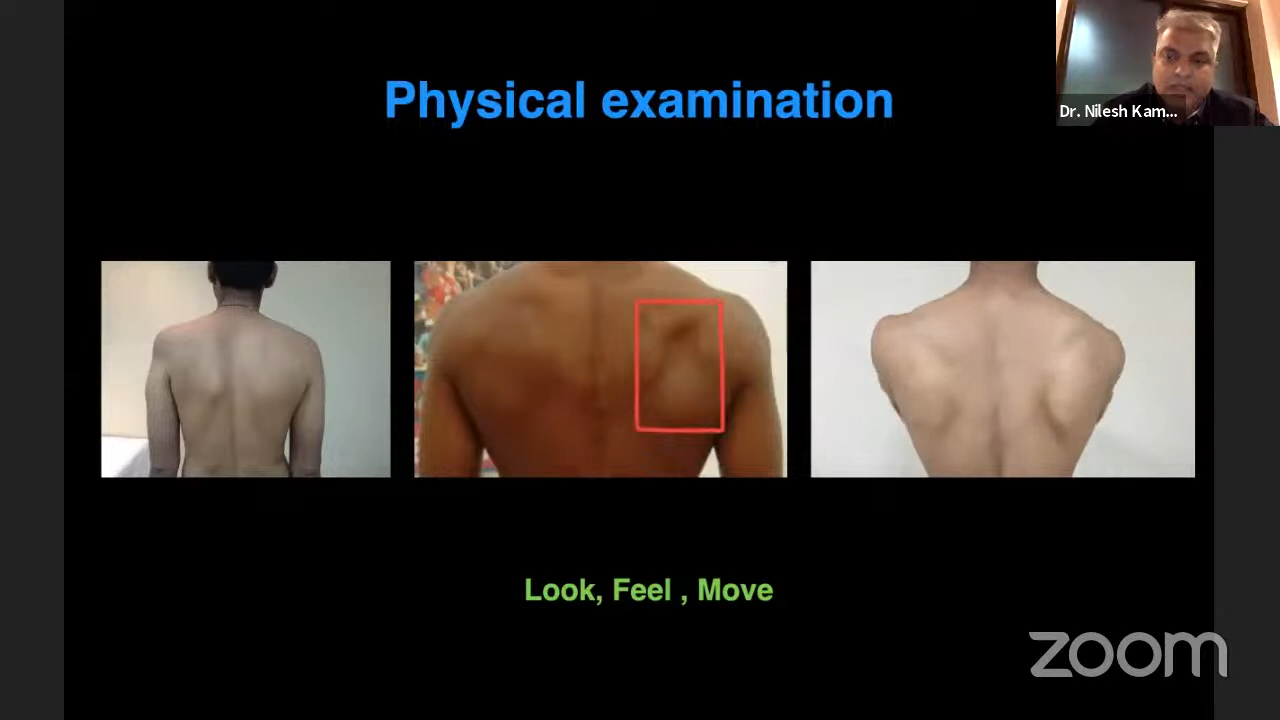 Physical examination
Dr. Nilesh Kam...
Look, Feel , Move
zoom